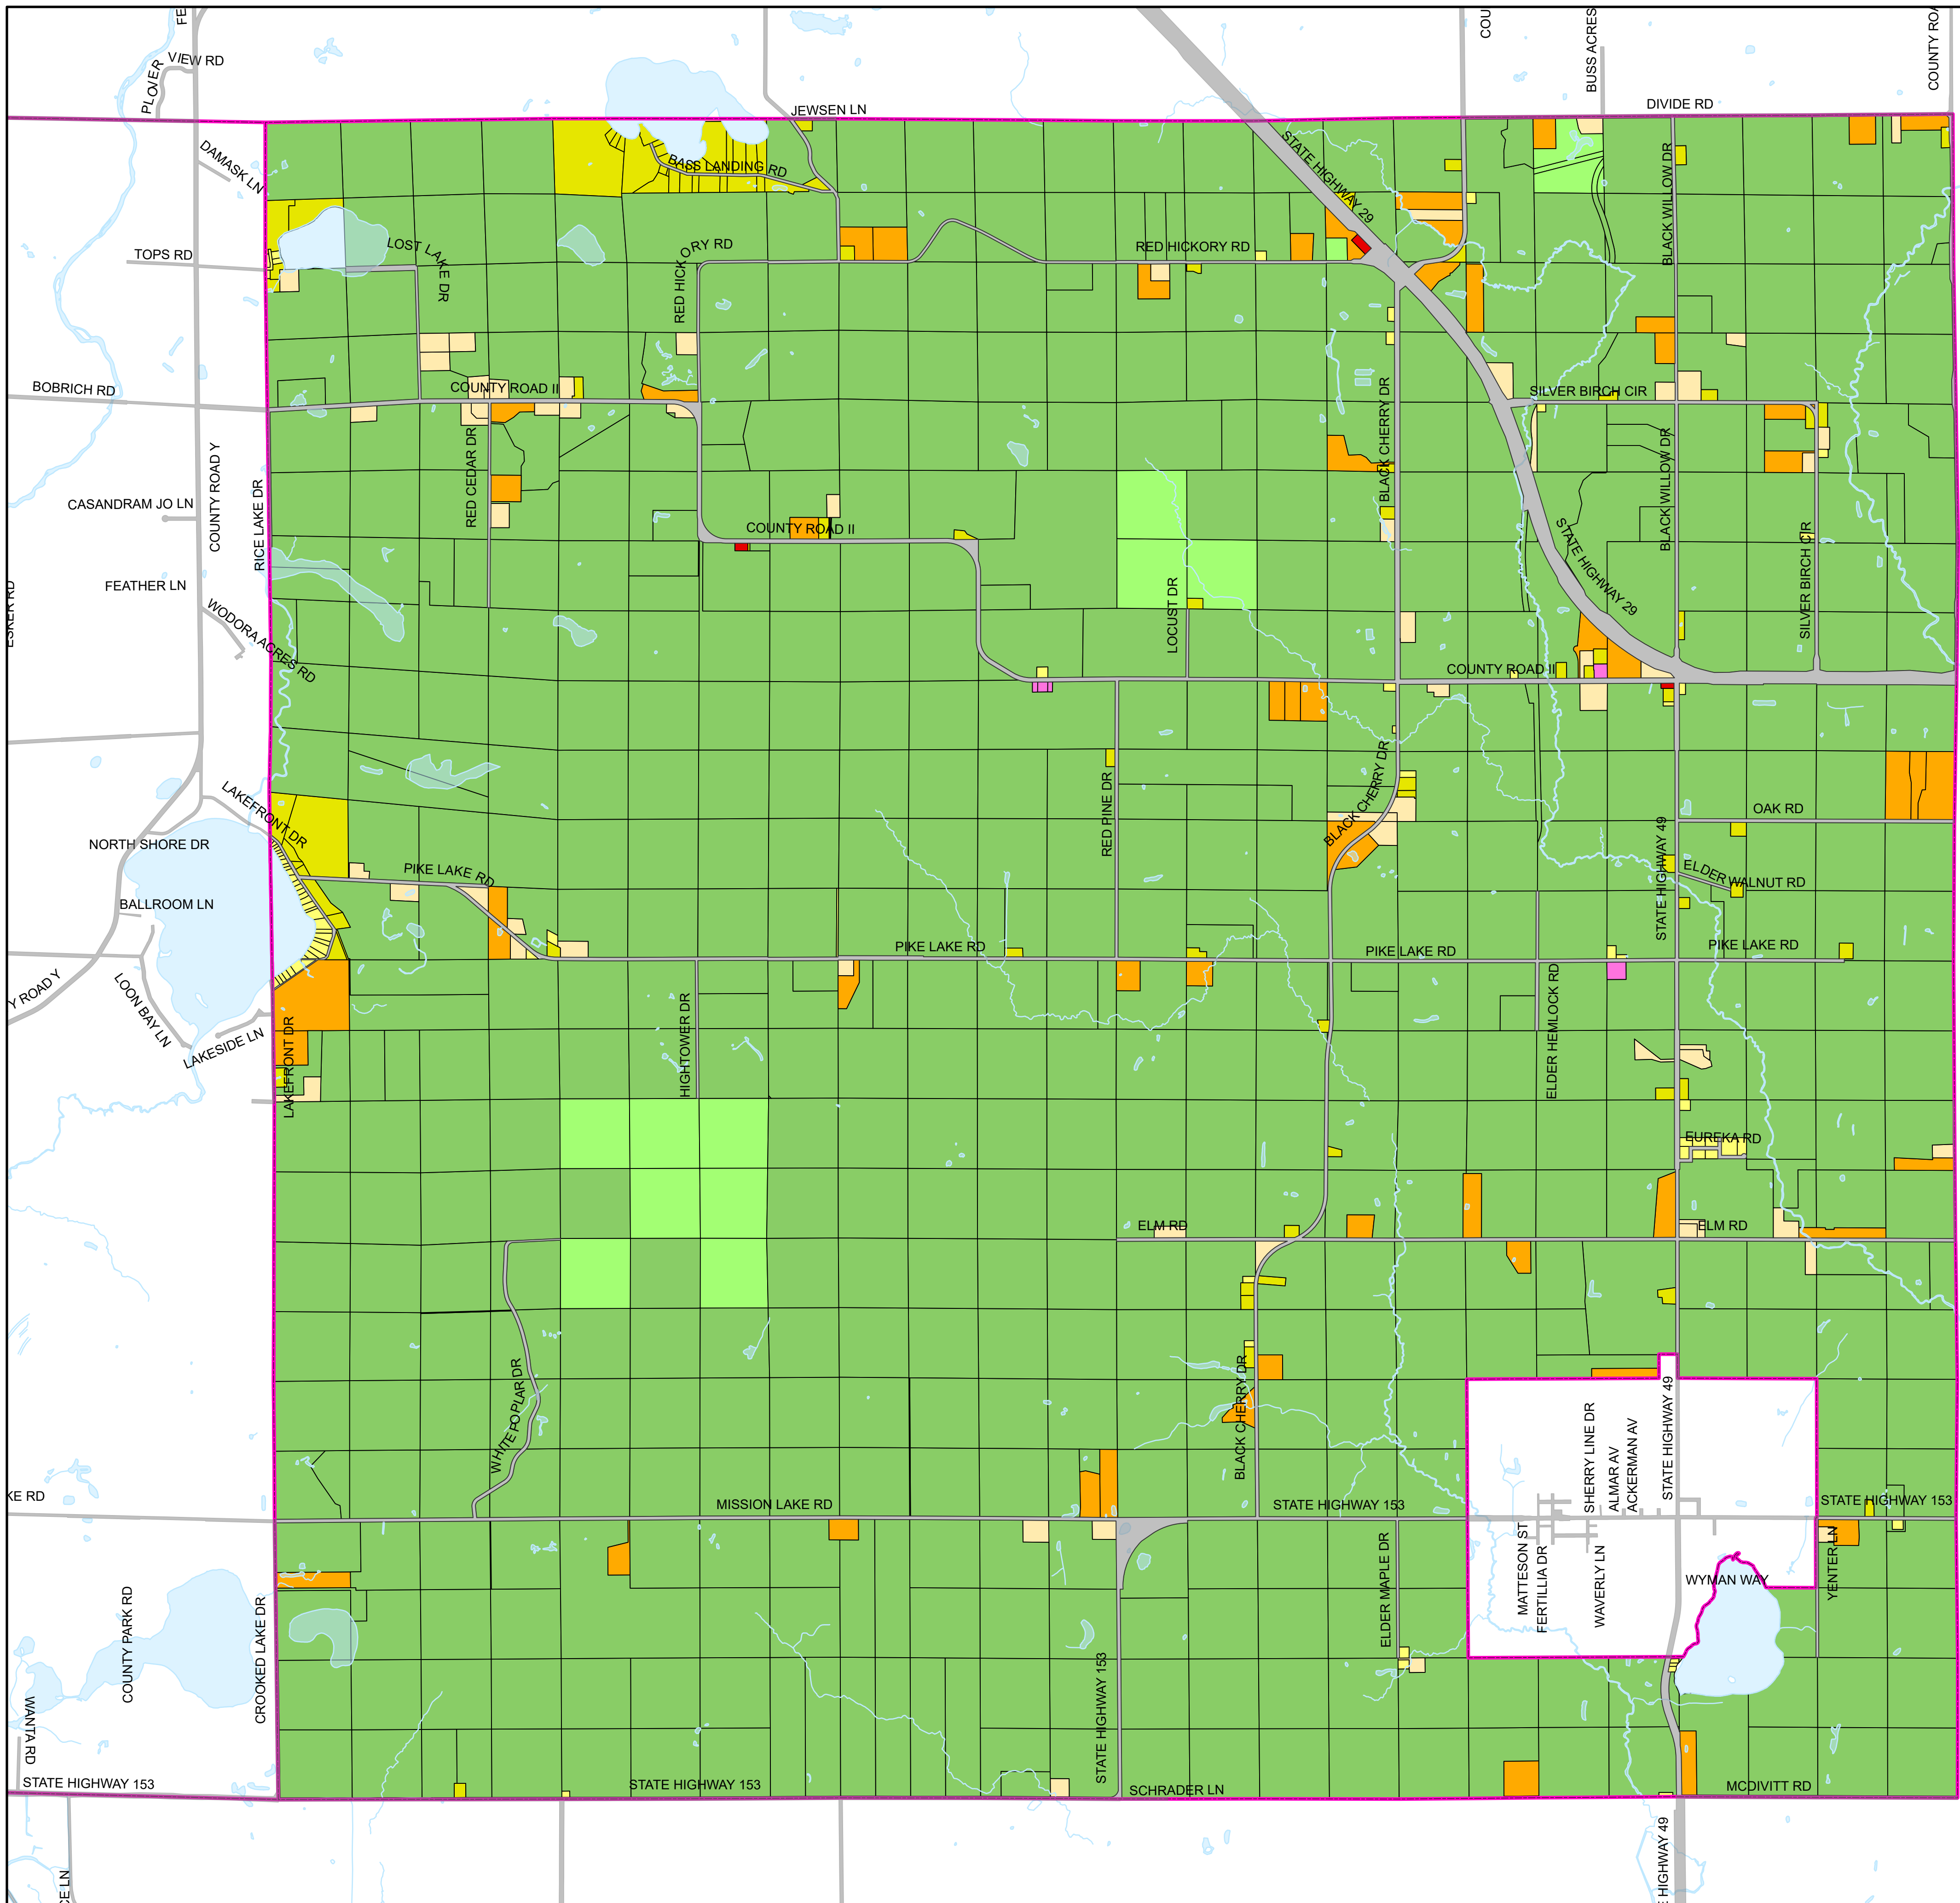 FE
COU
BUSS ACRES
COUNTY ROA
PLOVER
VIEW RD
JEWSEN LN
DIVIDE RD
DAMASK LN
BASS LANDING RD
STATE HIGHWAY 29
BLACK WILLOW DR
TOPS RD
LOST LAKE DR
RED HICKORY RD
RED HICKORY RD
BOBRICH RD
COUNTY ROAD II
SILVER BIRCH CIR
COUNTY ROAD Y
RICE LAKE DR
RED CEDAR DR
BLACK CHERRY DR
BLACK WILLOW DR
CASANDRAM JO LN
COUNTY ROAD II
STATE HIGHWAY 29
SILVER BIRCH CIR
ESKER RD
FEATHER LN
WODORA ACRES RD
LOCUST DR
COUNTY ROAD II
LAKEFRONT DR
NORTH SHORE DR
RED PINE DR
BLACK CHERRY DR
STATE HIGHWAY 49
OAK RD
PIKE LAKE RD
ELDER WALNUT RD
BALLROOM LN
PIKE LAKE RD
PIKE LAKE RD
PIKE LAKE RD
Y ROAD Y
LOON BAY LN
LAKESIDE LN
LAKEFRONT DR
HIGHTOWER DR
ELDER HEMLOCK RD
EUREKA RD
ELM RD
ELM RD
WHITE POPLAR DR
BLACK CHERRY DR
SHERRY LINE DR
ALMAR AV
ACKERMAN AV
STATE HIGHWAY 49
KE RD
MISSION LAKE RD
STATE HIGHWAY 153
STATE HIGHWAY 153
MATTESON ST
FERTILLIA DR
WAVERLY LN
WYMAN WAY
YENTER LN
COUNTY PARK RD
CROOKED LAKE DR
ELDER MAPLE DR
WANTA RD
STATE HIGHWAY 153
STATE HIGHWAY 153
STATE HIGHWAY 153
SCHRADER LN
MCDIVITT RD
CE LN
E HIGHWAY 49